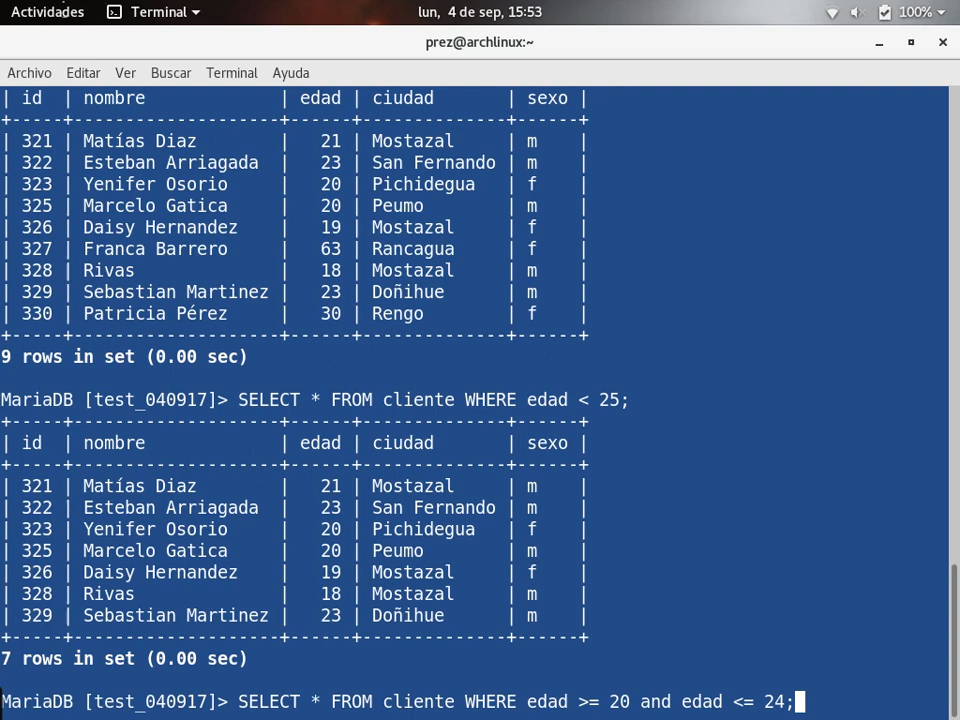 Actividades Terminal lun, 4 de sep, 15:53 100%
prez@archlinux:~
Archivo Editar Ver Buscar Terminal Ayuda
| id | nombre | edad | ciudad | sexo |
+-----+--------------------+------+--------------+------+
| 321 | Matías Diaz | 21 | Mostazal | m |
| 322 | Esteban Arriagada | 23 | San Fernando | m |
| 323 | Yenifer Osorio | 20 | Pichidegua | f |
| 325 | Marcelo Gatica | 20 | Peumo | m |
| 326 | Daisy Hernandez | 19 | Mostazal | f |
| 327 | Franca Barrero | 63 | Rancagua | f |
| 328 | Rivas | 18 | Mostazal | m |
| 329 | Sebastian Martinez | 23 | Doñihue | m |
| 330 | Patricia Pérez | 30 | Rengo | f |
+-----+--------------------+------+--------------+------+
9 rows in set (0.00 sec)
MariaDB [test_040917]> SELECT * FROM cliente WHERE edad < 25;
+-----+--------------------+------+--------------+------+
| id | nombre | edad | ciudad | sexo |
+-----+--------------------+------+--------------+------+
| 321 | Matías Diaz | 21 | Mostazal | m |
| 322 | Esteban Arriagada | 23 | San Fernando | m |
| 323 | Yenifer Osorio | 20 | Pichidegua | f |
| 325 | Marcelo Gatica | 20 | Peumo | m |
| 326 | Daisy Hernandez | 19 | Mostazal | f |
| 328 | Rivas | 18 | Mostazal | m |
| 329 | Sebastian Martinez | 23 | Doñihue | m |
+-----+--------------------+------+--------------+------+
7 rows in set (0.00 sec)
MariaDB [test_040917]> SELECT * FROM cliente WHERE edad >= 20 and edad <= 24;